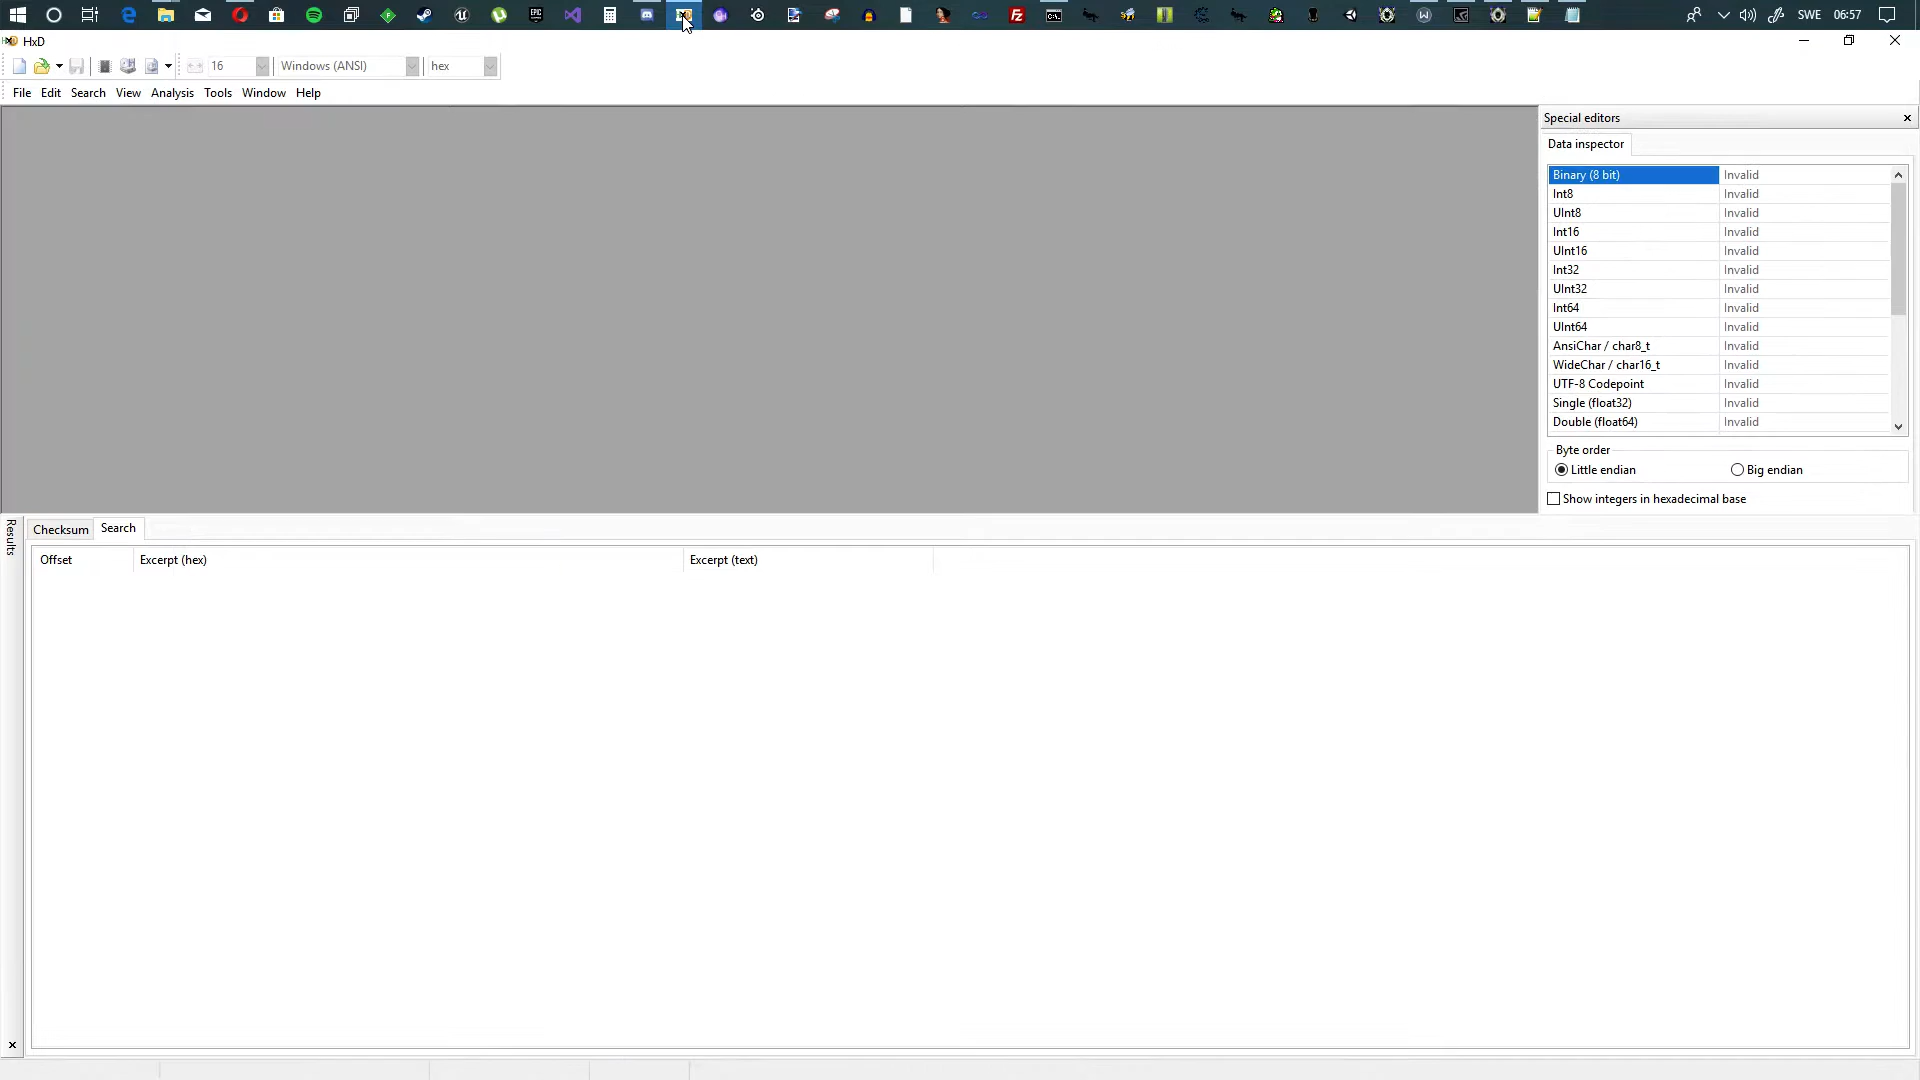 SWE 06:57
HxD
16 Windows (ANSI) hex
File Edit Search View Analysis Tools Window Help
Special editors
Data inspector
Binary (8 bit) Invalid
Int8 Invalid
UInt8 Invalid
Int16 Invalid
UInt16 Invalid
Int32 Invalid
UInt32 Invalid
Int64 Invalid
UInt64 Invalid
AnsiChar / char8_t Invalid
WideChar / char16_t Invalid
UTF-8 Codepoint Invalid
Single (float32) Invalid
Double (float64) Invalid
Byte order
Little endian Big endian
Show integers in hexadecimal base
Results
Checksum Search
Offset Excerpt (hex) Excerpt (text)